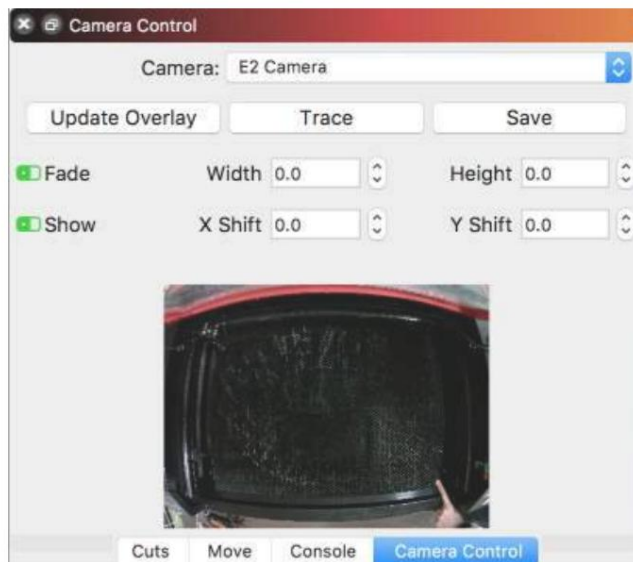 Camera Control
Camera: E2 Camera
Update Overlay Trace Save
Fade Width 0.0 Height 0.0
Show X Shift 0.0 Y Shift 0.0
Cuts Move Console Camera Control